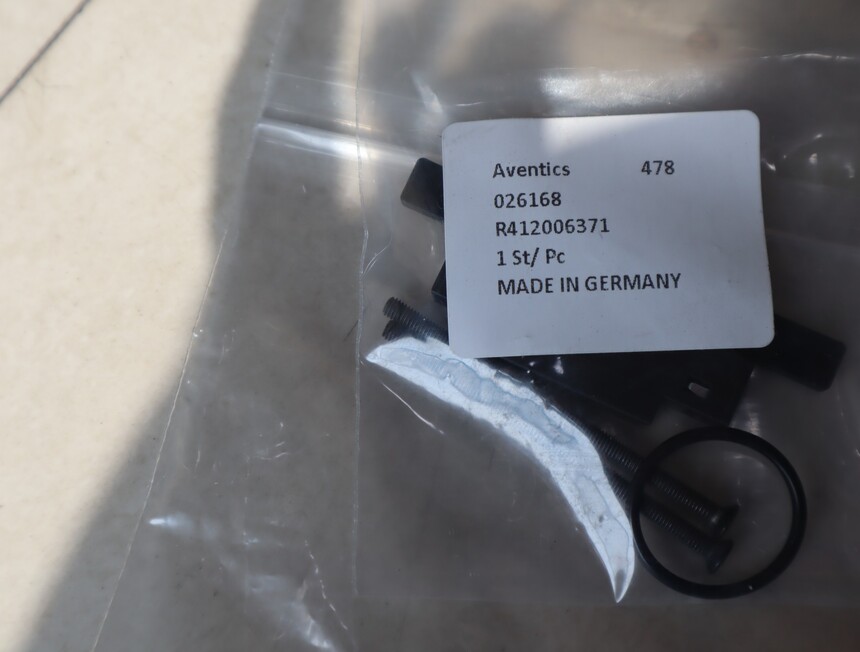 Aventics 478
026168
R412006371
1 St/ Pc
MADE IN GERMANY